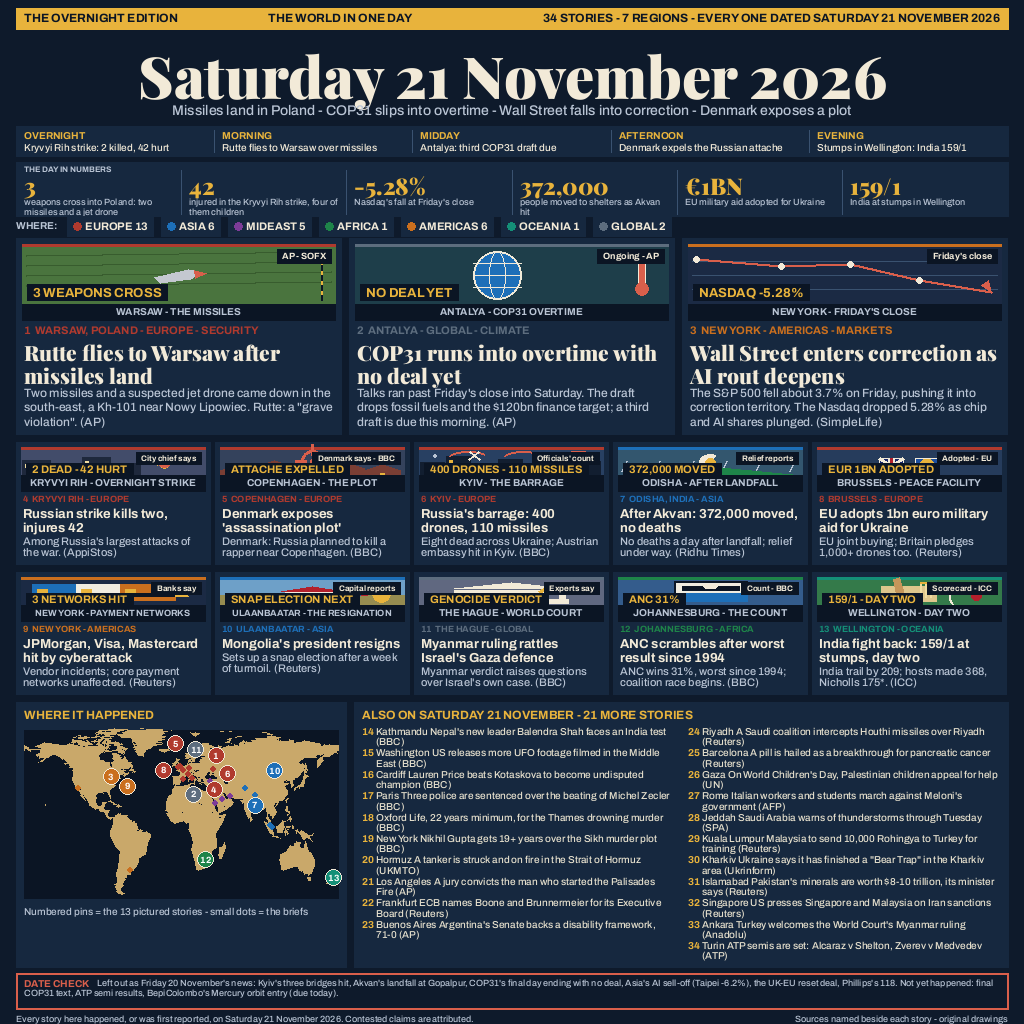 THE OVERNIGHT EDITION
THE WORLD IN ONE DAY
34 STORIES - 7 REGIONS - EVERY ONE DATED SATURDAY 21 NOVEMBER 2026
Saturday 21 November 2026
Missiles land in Poland - COP31 slips into overtime - Wall Street falls into correction - Denmark exposes a plot
OVERNIGHT
Kryvyi Rih strike: 2 killed, 42 hurt
MORNING
Rutte flies to Warsaw over missiles
MIDDAY
Antalya: third COP31 draft due
AFTERNOON
Denmark expels the Russian attache
EVENING
Stumps in Wellington: India 159/1
THE DAY IN NUMBERS
3
weapons cross into Poland: two
missiles and a jet drone
42
injured in the Kryvyi Rih strike, four of
them children
-5.28%
Nasdaq's fall at Friday's close
372,000
people moved to shelters as Akvan
hit
€1BN
EU military aid adopted for Ukraine
159/1
India at stumps in Wellington
WHERE:
EUROPE 13
ASIA 6
MIDEAST 5
AFRICA 1
AMERICAS 6
OCEANIA 1
GLOBAL 2
AP - SOFX
3 WEAPONS CROSS
WARSAW - THE MISSILES
1 WARSAW, POLAND - EUROPE - SECURITY
Rutte flies to Warsaw after
missiles land
Two missiles and a suspected jet drone came down in the
south-east, a Kh-101 near Nowy Lipowiec. Rutte: a "grave
violation". (AP)
Ongoing - AP
NO DEAL YET
ANTALYA - COP31 OVERTIME
2 ANTALYA - GLOBAL - CLIMATE
COP31 runs into overtime with
no deal yet
Talks ran past Friday's close into Saturday. The draft
drops fossil fuels and the $120bn finance target; a third
draft is due this morning. (AP)
Friday's close
NASDAQ -5.28%
NEW YORK - FRIDAY'S CLOSE
3 NEW YORK - AMERICAS - MARKETS
Wall Street enters correction as
AI rout deepens
The S&P 500 fell about 3.7% on Friday, pushing it into
correction territory. The Nasdaq dropped 5.28% as chip
and AI shares plunged. (SimpleLife)
City chief says
2 DEAD - 42 HURT
KRYVYI RIH - OVERNIGHT STRIKE
4 KRYVYI RIH - EUROPE
Russian strike kills two,
injures 42
Among Russia's largest attacks of
the war. (AppiStos)
Denmark says - BBC
ATTACHE EXPELLED
COPENHAGEN - THE PLOT
5 COPENHAGEN - EUROPE
Denmark exposes
'assassination plot'
Denmark: Russia planned to kill a
rapper near Copenhagen. (BBC)
Officials' count
400 DRONES - 110 MISSILES
KYIV - THE BARRAGE
6 KYIV - EUROPE
Russia's barrage: 400
drones, 110 missiles
Eight dead across Ukraine; Austrian
embassy hit in Kyiv. (BBC)
Relief reports
372,000 MOVED
ODISHA - AFTER LANDFALL
7 ODISHA, INDIA - ASIA
After Akvan: 372,000 moved,
no deaths
No deaths a day after landfall; relief
under way. (Ridhu Times)
Adopted - EU
EUR 1BN ADOPTED
BRUSSELS - PEACE FACILITY
8 BRUSSELS - EUROPE
EU adopts 1bn euro military
aid for Ukraine
EU joint buying; Britain pledges
1,000+ drones too. (Reuters)
Banks say
3 NETWORKS HIT
NEW YORK - PAYMENT NETWORKS
9 NEW YORK - AMERICAS
JPMorgan, Visa, Mastercard
hit by cyberattack
Vendor incidents; core payment
networks unaffected. (Reuters)
Capital reports
SNAP ELECTION NEXT
ULAANBAATAR - THE RESIGNATION
10 ULAANBAATAR - ASIA
Mongolia's president resigns
Sets up a snap election after a week
of turmoil. (Reuters)
Experts say
GENOCIDE VERDICT
THE HAGUE - WORLD COURT
11 THE HAGUE - GLOBAL
Myanmar ruling rattles
Israel's Gaza defence
Myanmar verdict raises questions
over Israel's own case. (BBC)
Count - BBC
ANC 31%
JOHANNESBURG - THE COUNT
12 JOHANNESBURG - AFRICA
ANC scrambles after worst
result since 1994
ANC wins 31%, worst since 1994;
coalition race begins. (BBC)
Scorecard - ICC
159/1 - DAY TWO
WELLINGTON - DAY TWO
13 WELLINGTON - OCEANIA
India fight back: 159/1 at
stumps, day two
India trail by 209; hosts made 368,
Nicholls 175*. (ICC)
WHERE IT HAPPENED
5
11
1
8
6
3
9
10
2
4
7
12
13
Numbered pins = the 13 pictured stories - small dots = the briefs
ALSO ON SATURDAY 21 NOVEMBER - 21 MORE STORIES
14 Kathmandu Nepal's new leader Balendra Shah faces an India test
(BBC)
15 Washington US releases more UFO footage filmed in the Middle
East (BBC)
16 Cardiff Lauren Price beats Kotaskova to become undisputed
champion (BBC)
17 Paris Three police are sentenced over the beating of Michel Zecler
(BBC)
18 Oxford Life, 22 years minimum, for the Thames drowning murder
(BBC)
19 New York Nikhil Gupta gets 19+ years over the Sikh murder plot
(BBC)
20 Hormuz A tanker is struck and on fire in the Strait of Hormuz
(UKMTO)
21 Los Angeles A jury convicts the man who started the Palisades
Fire (AP)
22 Frankfurt ECB names Boone and Brunnermeier for its Executive
Board (Reuters)
23 Buenos Aires Argentina's Senate backs a disability framework,
71-0 (AP)
24 Riyadh A Saudi coalition intercepts Houthi missiles over Riyadh
(Reuters)
25 Barcelona A pill is hailed as a breakthrough for pancreatic cancer
(Reuters)
26 Gaza On World Children's Day, Palestinian children appeal for help
(UN)
27 Rome Italian workers and students march against Meloni's
government (AFP)
28 Jeddah Saudi Arabia warns of thunderstorms through Tuesday
(SPA)
29 Kuala Lumpur Malaysia to send 10,000 Rohingya to Turkey for
training (Reuters)
30 Kharkiv Ukraine says it has finished a "Bear Trap" in the Kharkiv
area (Ukrinform)
31 Islamabad Pakistan's minerals are worth $8-10 trillion, its minister
says (Reuters)
32 Singapore US presses Singapore and Malaysia on Iran sanctions
(Reuters)
33 Ankara Turkey welcomes the World Court's Myanmar ruling
(Anadolu)
34 Turin ATP semis are set: Alcaraz v Shelton, Zverev v Medvedev
(ATP)
DATE CHECK Left out as Friday 20 November's news: Kyiv's three bridges hit, Akvan's landfall at Gopalpur, COP31's final day ending with no deal, Asia's AI sell-off (Taipei -6.2%), the UK-EU reset deal, Phillips's 118. Not yet happened: final
COP31 text, ATP semi results, BepiColombo's Mercury orbit entry (due today).
Every story here happened, or was first reported, on Saturday 21 November 2026. Contested claims are attributed.
Sources named beside each story - original drawings